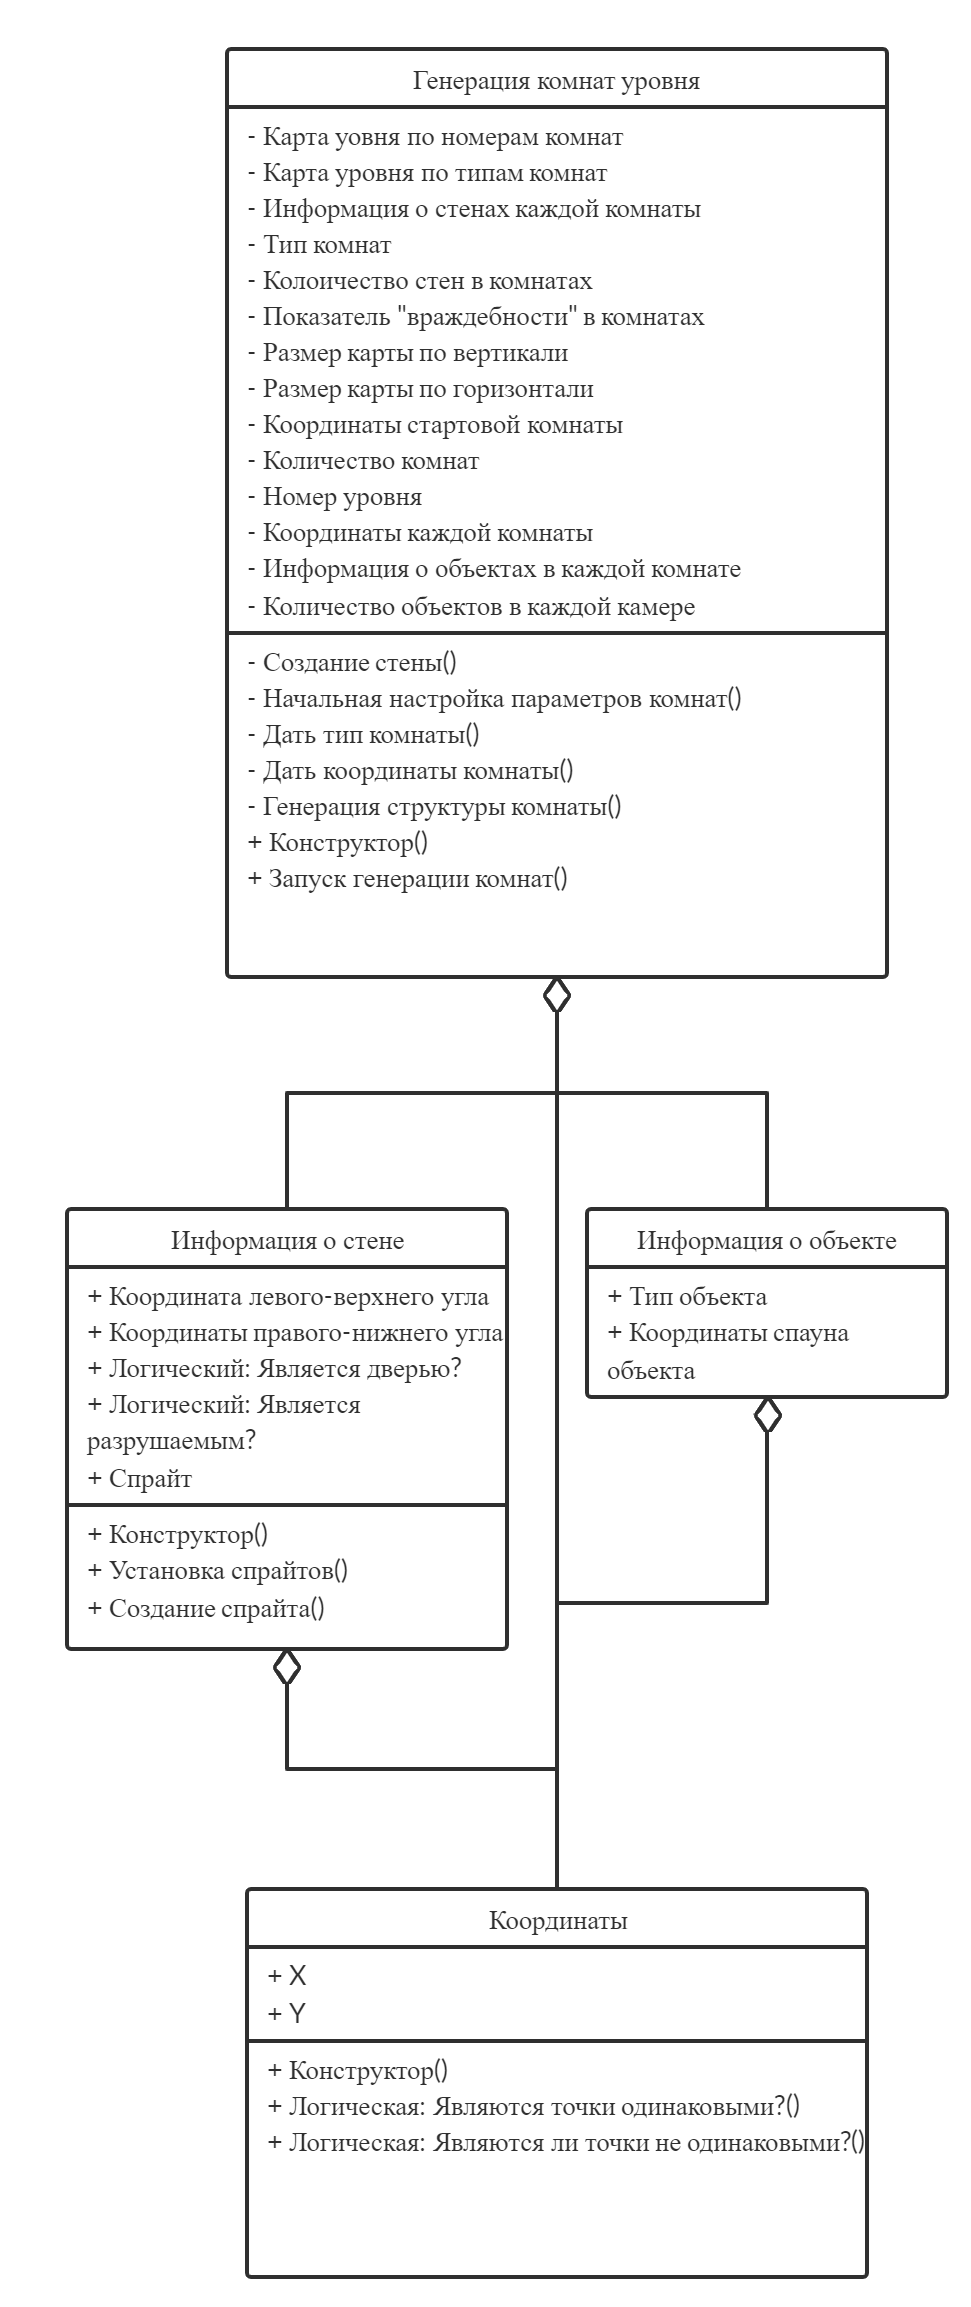 Генерация комнат уровня
- Карта уовня по номерам комнат
- Карта уровня по типам комнат
- Информация о стенах каждой комнаты
- Тип комнат
- Колоичество стен в комнатах
- Показатель "враждебности" в комнатах
- Размер карты по вертикали
- Размер карты по горизонтали
- Координаты стартовой комнаты
- Количество комнат
- Номер уровня
- Координаты каждой комнаты
- Информация о объектах в каждой комнате
- Количество объектов в каждой камере
- Создание стены()
- Начальная настройка параметров комнат()
- Дать тип комнаты()
- Дать координаты комнаты()
- Генерация структуры комнаты()
+ Конструктор()
+ Запуск генерации комнат()
Информация о стене
+ Координата левого-верхнего угла
+ Координаты правого-нижнего угла
+ Логический: Является дверью?
+ Логический: Является
разрушаемым?
+ Спрайт
+ Конструктор()
+ Установка спрайтов()
+ Создание спрайта()
Информация о объекте
+ Тип объекта
+ Координаты спауна
объекта
Координаты
+ X
+ Y
+ Конструктор()
+ Логическая: Являются точки одинаковыми?()
+ Логическая: Являются ли точки не одинаковыми?()